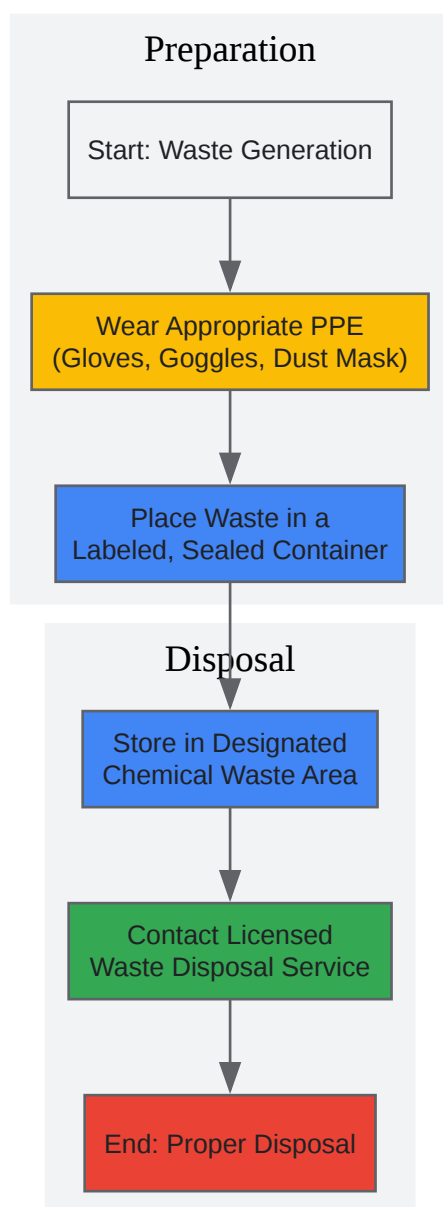 Preparation
Start: Waste Generation
Wear Appropriate PPE
(Gloves, Goggles, Dust Mask)
Place Waste in a
Labeled, Sealed Container
Disposal
Store in Designated
Chemical Waste Area
Contact Licensed
Waste Disposal Service
End: Proper Disposal